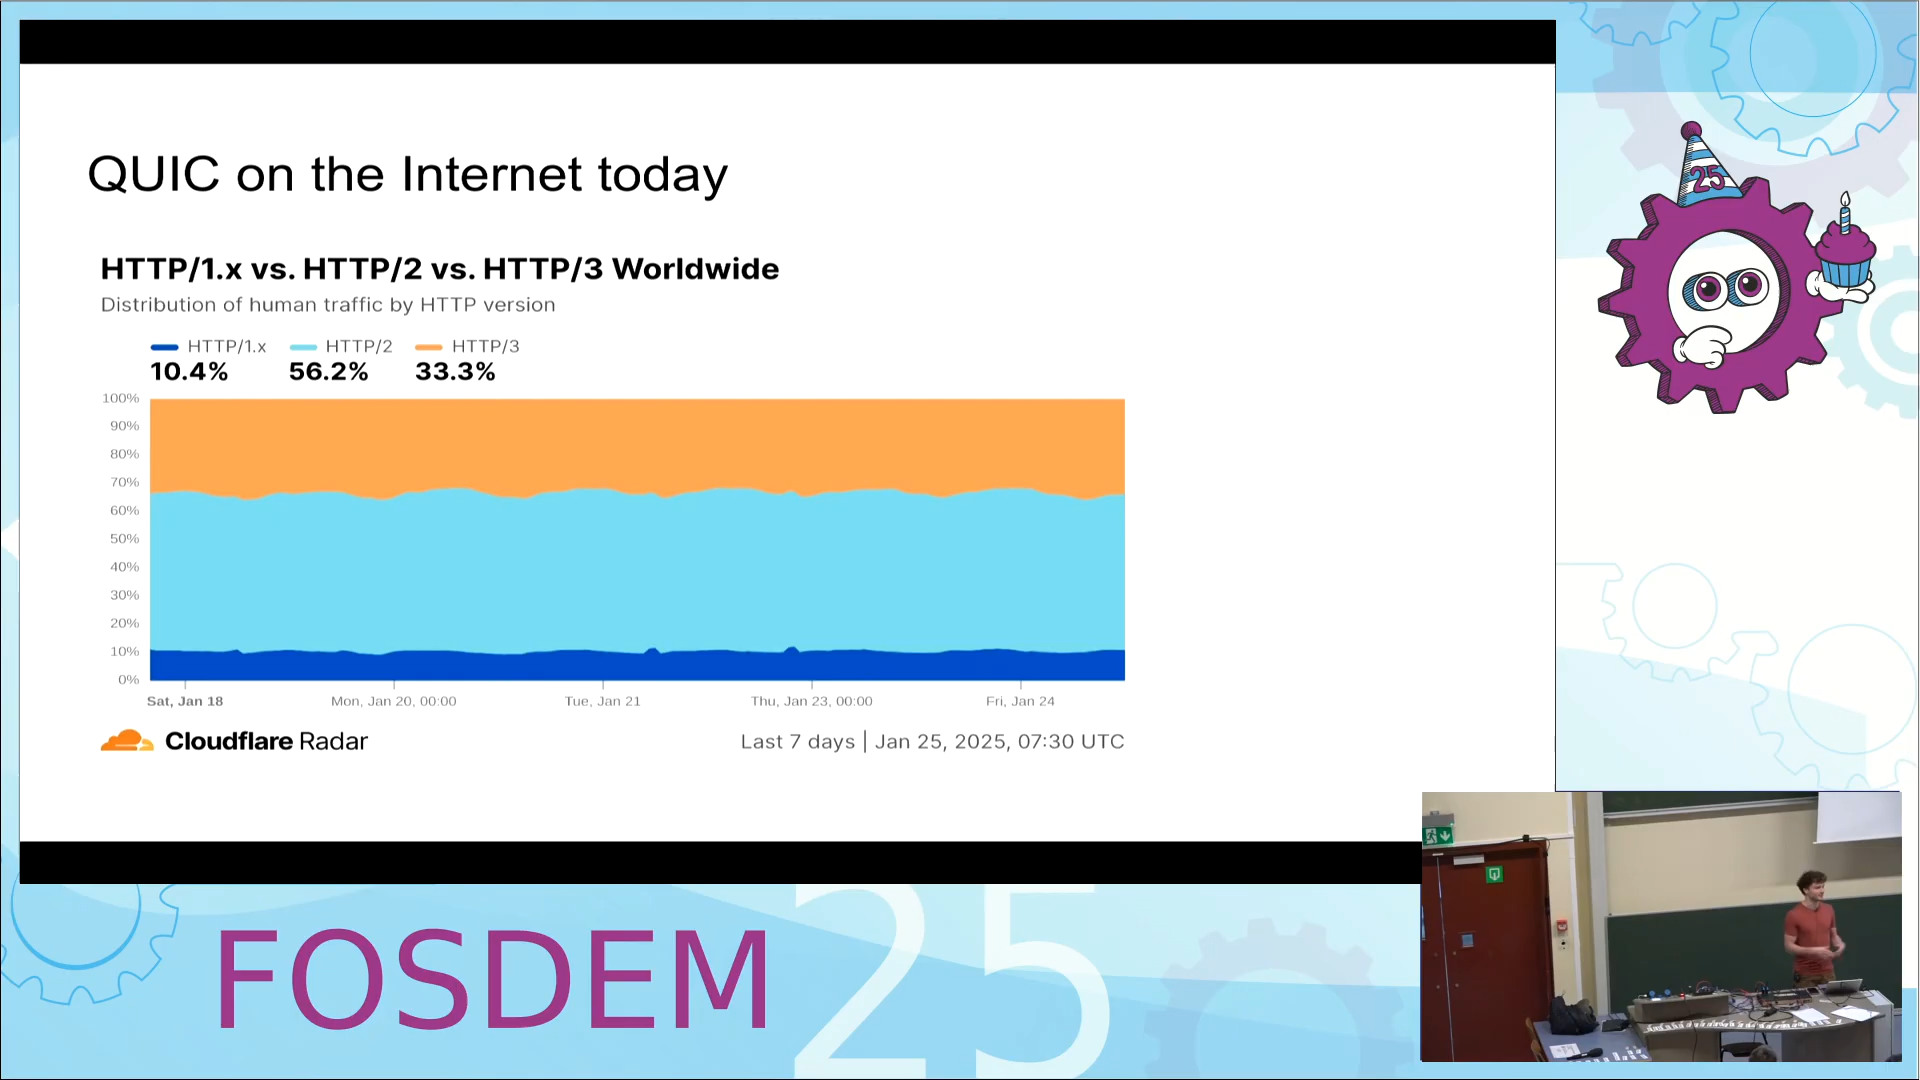 QUIC on the Internet today
HTTP/1.x vs. HTTP/2 vs. HTTP/3 Worldwide
Distribution of human traffic by HTTP version
HTTP/1.x HTTP/2 HTTP/3
10.4% 56.2% 33.3%
100%
90%
80%
70%
60%
50%
40%
30%
20%
10%
0%
Sat, Jan 18 Mon, Jan 20, 00:00 Tue, Jan 21 Thu, Jan 23, 00:00 Fri, Jan 24
Cloudflare Radar Last 7 days | Jan 25, 2025, 07:30 UTC
25
FOSDEM 25